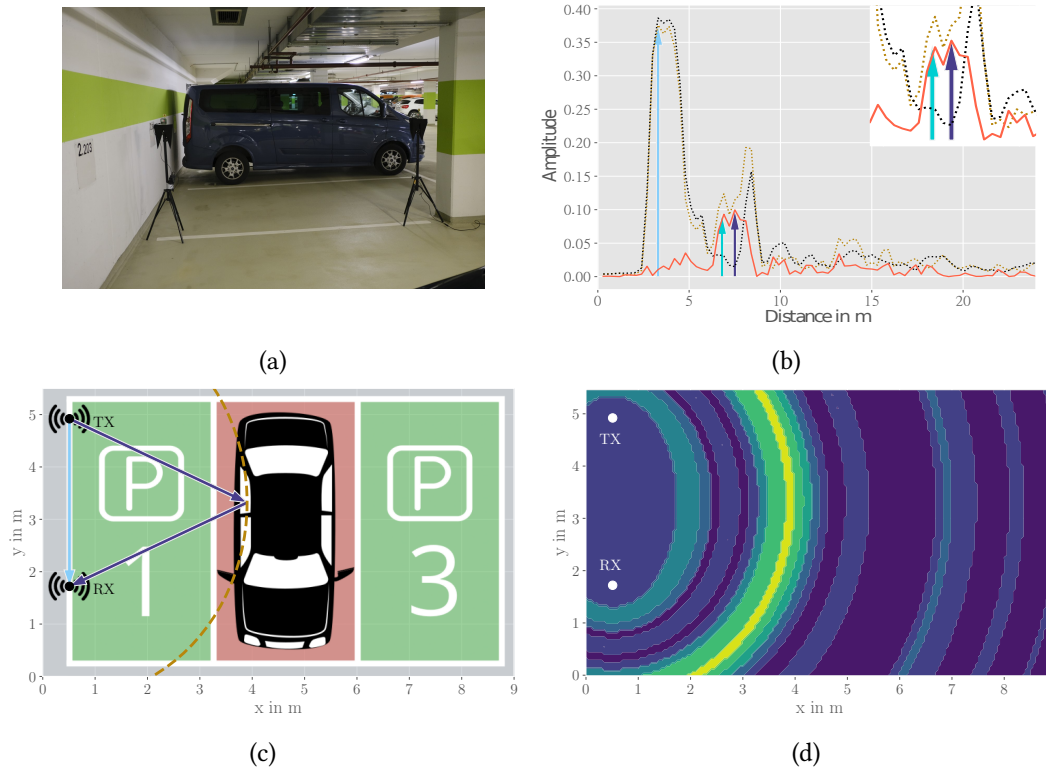 2.203
0.40
0.35
0.30
0.25
0.20
0.15
0.10
0.05
0.00
Amplitude
0 5 10 15 20
Distance in m
(a)
(b)
5
4
3
2
1
0
y in m
TX
RX
P
1
P
3
0 1 2 3 4 5 6 7 8 9
x in m
5
4
3
2
1
0
y in m
TX
RX
0 1 2 3 4 5 6 7 8
x in m
(c)
(d)